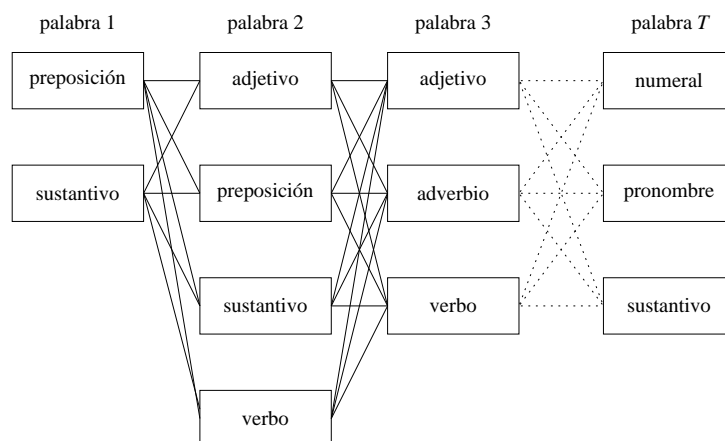 palabra 1 palabra 2 palabra 3 palabra T
preposición adjetivo adjetivo numeral
sustantivo preposición adverbio pronombre
sustantivo verbo sustantivo
verbo